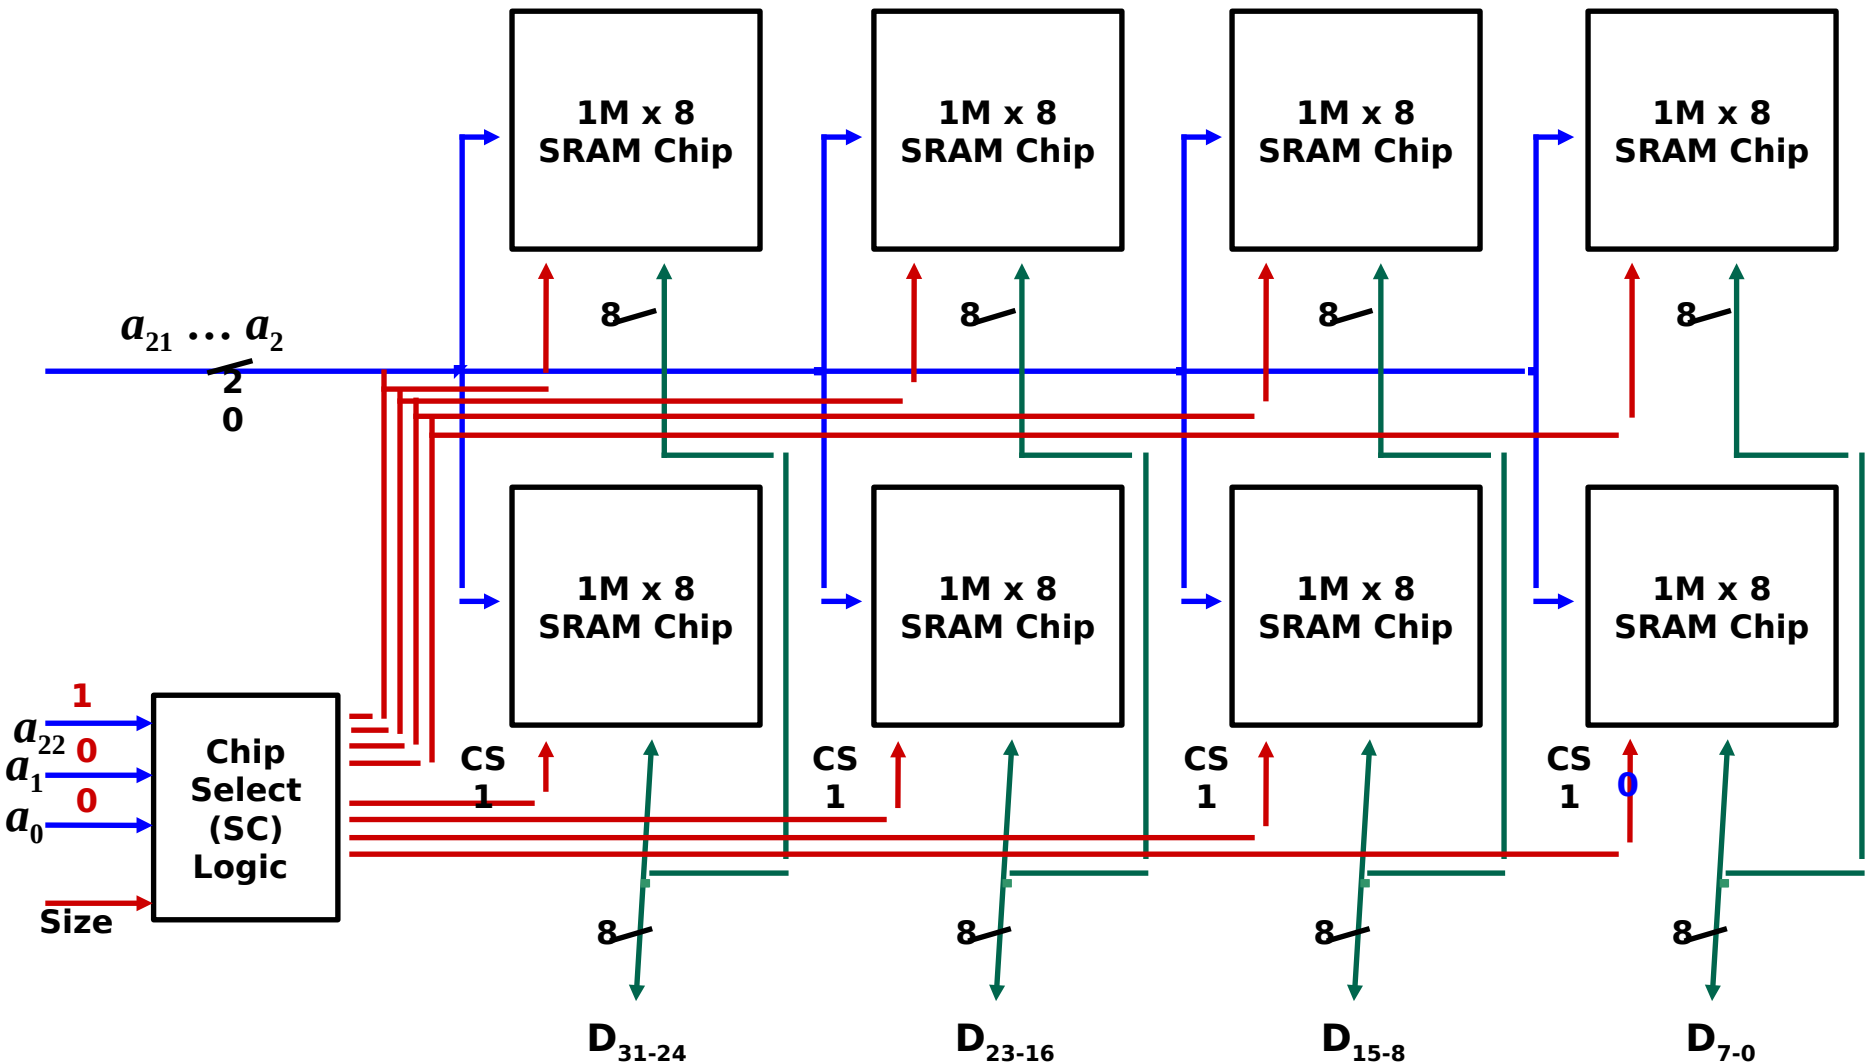 1M x 8
SRAM Chip
1M x 8
SRAM Chip
1M x 8
SRAM Chip
1M x 8
SRAM Chip
8
8
8
8
a21 … a2
2
0
1M x 8
SRAM Chip
1M x 8
SRAM Chip
1M x 8
SRAM Chip
1M x 8
SRAM Chip
1
a22
0
a1
0
a0
Size
Chip
Select
(SC)
Logic
CS
1
CS
1
CS
1
CS
1
0
8
8
8
8
D31-24
D23-16
D15-8
D7-0